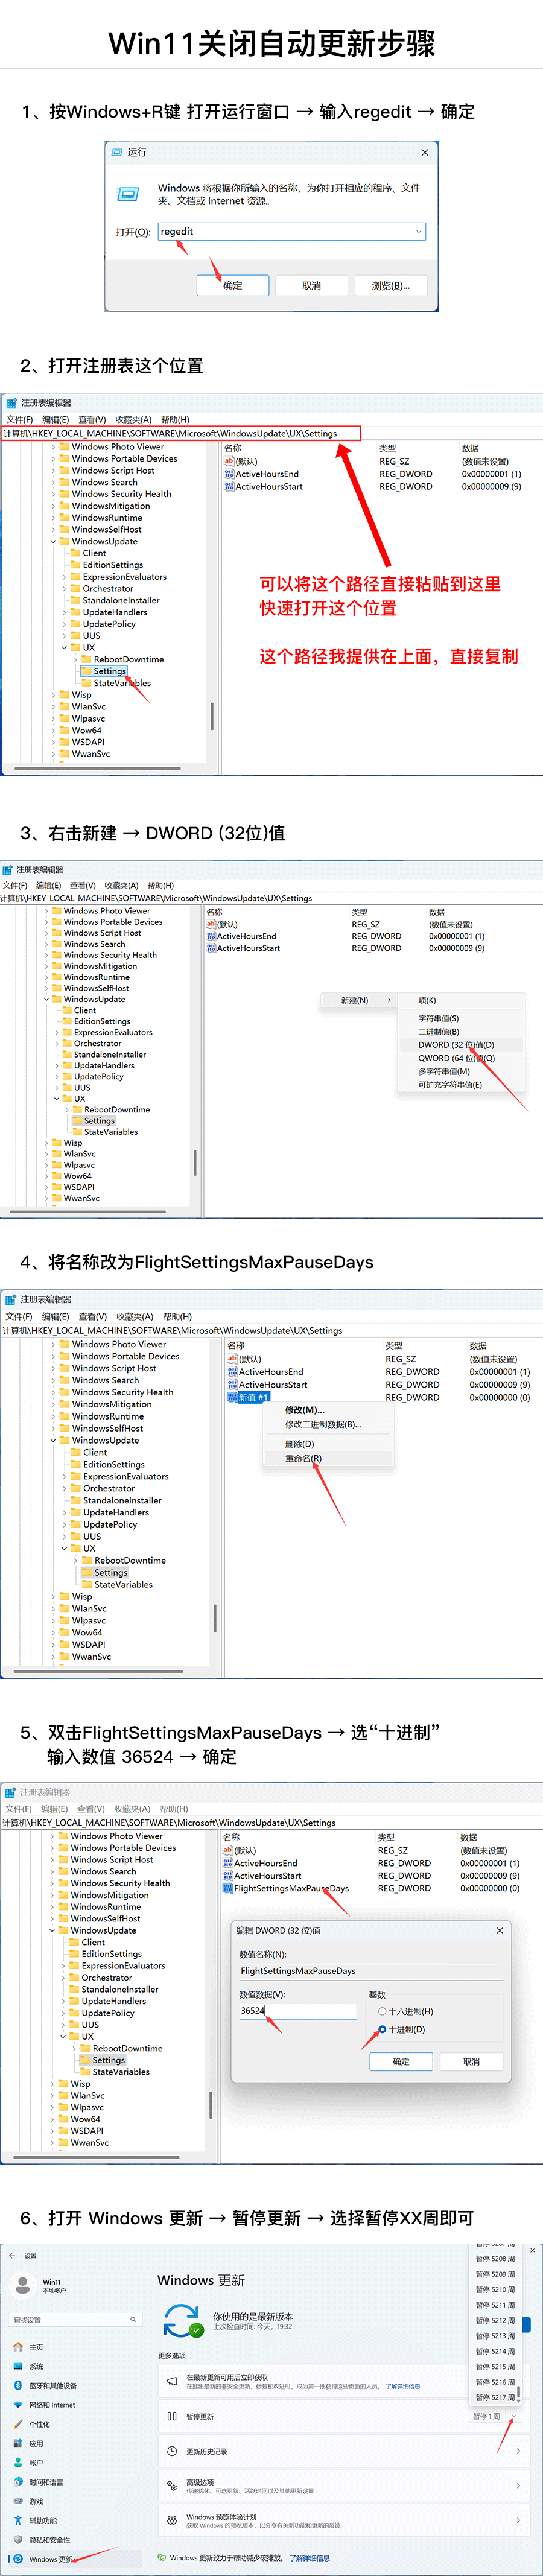 Win11关闭自动更新步骤
1、按Windows+R键 打开运行窗口 → 输入regedit → 确定
运行
Windows 将根据你所输入的名称，为你打开相应的程序、文件
夹、文档或 Internet 资源。
打开(O):
regedit
确定
取消
浏览(B)...
2、打开注册表这个位置
注册表编辑器
文件(F) 编辑(E) 查看(V) 收藏夹(A) 帮助(H)
计算机\HKEY_LOCAL_MACHINE\SOFTWARE\Microsoft\WindowsUpdate\UX\Settings
Windows Photo Viewer
Windows Portable Devices
Windows Script Host
Windows Search
Windows Security Health
WindowsMitigation
WindowsRuntime
WindowsSelfHost
WindowsUpdate
Client
EditionSettings
ExpressionEvaluators
Orchestrator
StandaloneInstaller
UpdateHandlers
UpdatePolicy
UUS
UX
RebootDowntime
Settings
StateVariables
Wisp
WlanSvc
Wlpasvc
Wow64
WSDAPI
WwanSvc
名称 类型 数据
(默认) REG_SZ (数值未设置)
ActiveHoursEnd REG_DWORD 0x00000001 (1)
ActiveHoursStart REG_DWORD 0x00000009 (9)
可以将这个路径直接粘贴到这里
快速打开这个位置
这个路径我提供在上面，直接复制
3、右击新建 → DWORD (32位)值
注册表编辑器
文件(F) 编辑(E) 查看(V) 收藏夹(A) 帮助(H)
计算机\HKEY_LOCAL_MACHINE\SOFTWARE\Microsoft\WindowsUpdate\UX\Settings
Windows Photo Viewer
Windows Portable Devices
Windows Script Host
Windows Search
Windows Security Health
WindowsMitigation
WindowsRuntime
WindowsSelfHost
WindowsUpdate
Client
EditionSettings
ExpressionEvaluators
Orchestrator
StandaloneInstaller
UpdateHandlers
UpdatePolicy
UUS
UX
RebootDowntime
Settings
StateVariables
Wisp
WlanSvc
Wlpasvc
Wow64
WSDAPI
WwanSvc
名称 类型 数据
(默认) REG_SZ (数值未设置)
ActiveHoursEnd REG_DWORD 0x00000001 (1)
ActiveHoursStart REG_DWORD 0x00000009 (9)
新建(N)
项(K)
字符串值(S)
二进制值(B)
DWORD (32 位)值(D)
QWORD (64 位)值(Q)
多字符串值(M)
可扩充字符串值(E)
4、将名称改为FlightSettingsMaxPauseDays
注册表编辑器
文件(F) 编辑(E) 查看(V) 收藏夹(A) 帮助(H)
计算机\HKEY_LOCAL_MACHINE\SOFTWARE\Microsoft\WindowsUpdate\UX\Settings
Windows Photo Viewer
Windows Portable Devices
Windows Script Host
Windows Search
Windows Security Health
WindowsMitigation
WindowsRuntime
WindowsSelfHost
WindowsUpdate
Client
EditionSettings
ExpressionEvaluators
Orchestrator
StandaloneInstaller
UpdateHandlers
UpdatePolicy
UUS
UX
RebootDowntime
Settings
StateVariables
Wisp
WlanSvc
Wlpasvc
Wow64
WSDAPI
WwanSvc
名称 类型 数据
(默认) REG_SZ (数值未设置)
ActiveHoursEnd REG_DWORD 0x00000001 (1)
ActiveHoursStart REG_DWORD 0x00000009 (9)
新值 #1 REG_DWORD 0x00000000 (0)
修改(M)...
修改二进制数据(B)...
删除(D)
重命名(R)
5、双击FlightSettingsMaxPauseDays → 选“十进制”
输入数值 36524 → 确定
注册表编辑器
文件(F) 编辑(E) 查看(V) 收藏夹(A) 帮助(H)
计算机\HKEY_LOCAL_MACHINE\SOFTWARE\Microsoft\WindowsUpdate\UX\Settings
Windows Photo Viewer
Windows Portable Devices
Windows Script Host
Windows Search
Windows Security Health
WindowsMitigation
WindowsRuntime
WindowsSelfHost
WindowsUpdate
Client
EditionSettings
ExpressionEvaluators
Orchestrator
StandaloneInstaller
UpdateHandlers
UpdatePolicy
UUS
UX
RebootDowntime
Settings
StateVariables
Wisp
WlanSvc
Wlpasvc
Wow64
WSDAPI
WwanSvc
名称 类型 数据
(默认) REG_SZ (数值未设置)
ActiveHoursEnd REG_DWORD 0x00000001 (1)
ActiveHoursStart REG_DWORD 0x00000009 (9)
FlightSettingsMaxPauseDays REG_DWORD 0x00000000 (0)
编辑 DWORD (32 位)值
数值名称(N):
FlightSettingsMaxPauseDays
数值数据(V):
36524
基数
十六进制(H)
十进制(D)
确定
取消
6、打开 Windows 更新 → 暂停更新 → 选择暂停XX周即可
设置
Win11
本地帐户
查找设置
主页
系统
蓝牙和其他设备
网络和 Internet
个性化
应用
帐户
时间和语言
游戏
辅助功能
隐私和安全性
Windows 更新
Windows 更新
你使用的是最新版本
上次检查时间: 今天，19:32
更多选项
在最新更新可用后立即获取
在推出最新的非安全更新、修复和改进时，成为第一批获得这些更新的人员。 了解详细信息
暂停更新
暂停 1 周
更新历史记录
高级选项
传递优化、可选更新、活跃时间以及其他更新设置
Windows 预览体验计划
获取 Windows 的预览版本，以分享有关新功能和更新的反馈
Windows 更新致力于帮助减少碳排放。 了解详细信息
暂停 5207 周
暂停 5208 周
暂停 5209 周
暂停 5210 周
暂停 5211 周
暂停 5212 周
暂停 5213 周
暂停 5214 周
暂停 5215 周
暂停 5216 周
暂停 5217 周